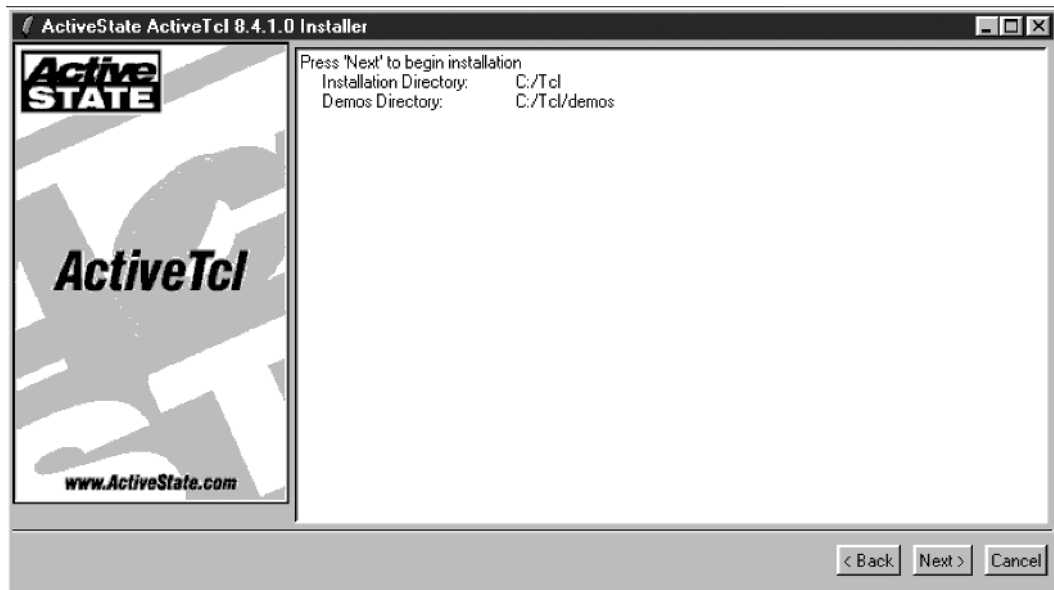 ActiveState ActiveTcl 8.4.1.0 Installer
Active
STATE
ActiveTcl
www.ActiveState.com
Press 'Next' to begin installation
Installation Directory: C:/Tcl
Demos Directory: C:/Tcl/demos
< Back Next > Cancel